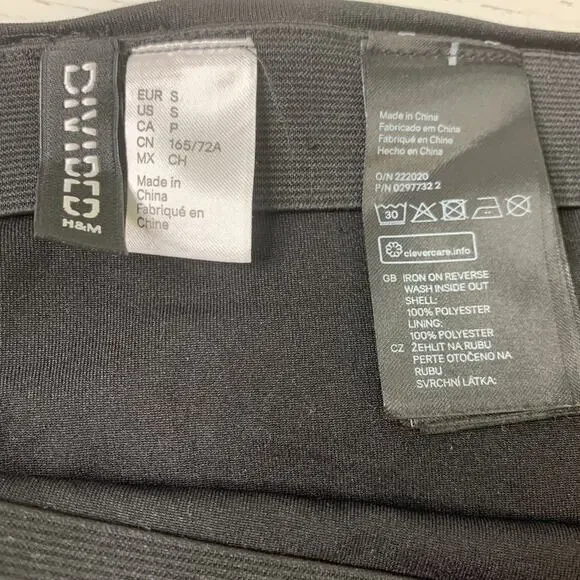 DIVIDED
H&M
EUR S
US S
CA P
CN 165/72A
MX CH
Made in
China
Fabriqué en
Chine
Made in China
Fabricado em China
Fabriqué en China
Hecho en China
O/N 222020
P/N 0297732 2
30
clevercare.info
GB IRON ON REVERSE
WASH INSIDE OUT
SHELL:
100% POLYESTER
LINING:
100% POLYESTER
CZ ŽEHLIT NA RUBU
PERTE OTOČENO NA
RUBU
SVRCHNÍ LÁTKA: